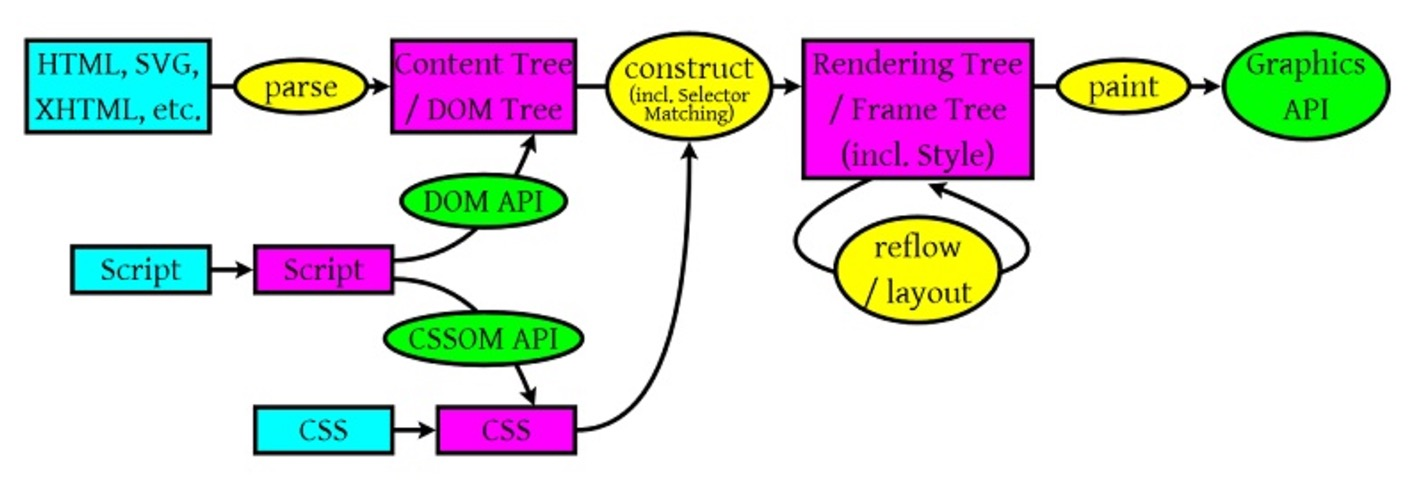 HTML, SVG,
XHTML, etc.
parse
Content Tree
/ DOM Tree
construct
(incl. Selector
Matching)
Rendering Tree
/ Frame Tree
(incl. Style)
paint
Graphics
API
DOM API
Script
Script
reflow
/ layout
CSSOM API
CSS
CSS